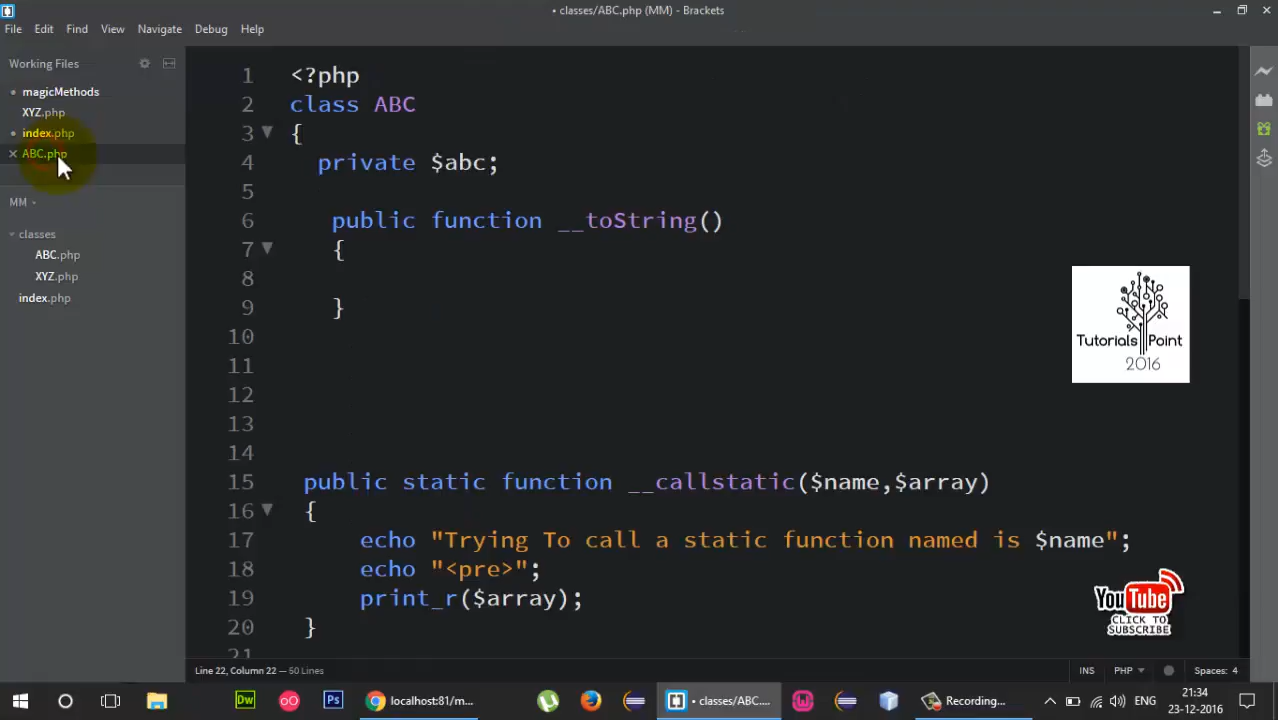 • classes/ABC.php (MM) - Brackets
File Edit Find View Navigate Debug Help
Working Files
magicMethods
XYZ.php
index.php
ABC.php
MM
classes
ABC.php
XYZ.php
index.php
1 <?php
2 class ABC
3 {
4 private $abc;
5
6 public function __toString()
7 {
8
9 }
10
11
12
13
14
15 public static function __callstatic($name,$array)
16 {
17 echo "Trying To call a static function named is $name";
18 echo "<pre>";
19 print_r($array);
20 }
21
Tutorials Point
2016
You Tube
CLICK TO
SUBSCRIBE
Line 22, Column 22 — 50 Lines
INS PHP Spaces: 4
Dw Ps localhost:81/m... • classes/ABC.... Recording... ENG 21:34
23-12-2016